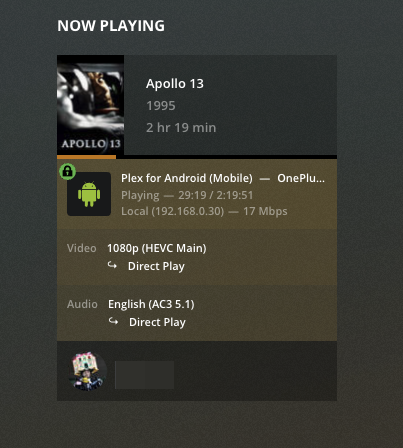 NOW PLAYING
APOLLO 13
Apollo 13
1995
2 hr 19 min
Plex for Android (Mobile) — OnePlu...
Playing — 29:19 / 2:19:51
Local (192.168.0.30) — 17 Mbps
Video 1080p (HEVC Main)
↪ Direct Play
Audio English (AC3 5.1)
↪ Direct Play